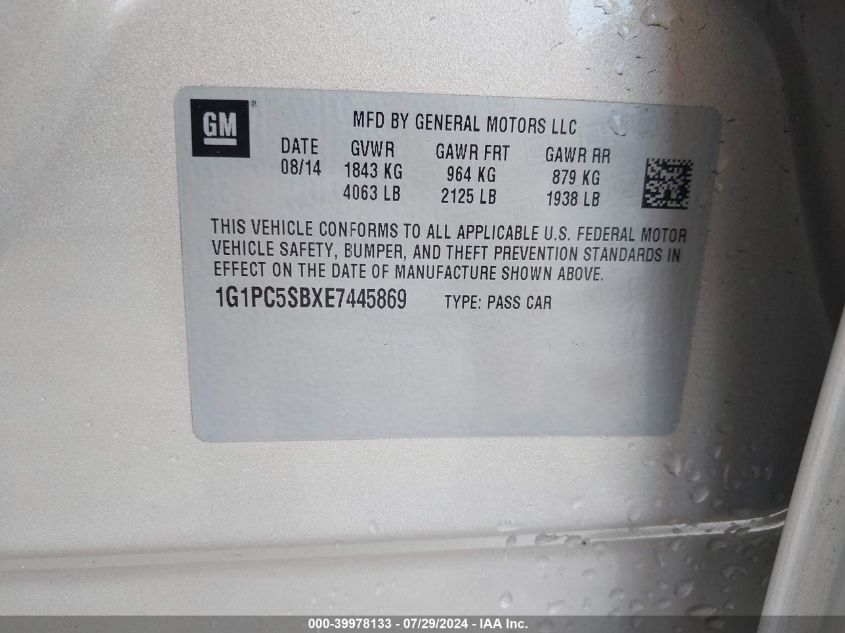 GM ®
MFD BY GENERAL MOTORS LLC
DATE GVWR GAWR FRT GAWR RR
08/14 1843 KG 964 KG 879 KG
4063 LB 2125 LB 1938 LB
THIS VEHICLE CONFORMS TO ALL APPLICABLE U.S. FEDERAL MOTOR
VEHICLE SAFETY, BUMPER, AND THEFT PREVENTION STANDARDS IN
EFFECT ON THE DATE OF MANUFACTURE SHOWN ABOVE.
1G1PC5SBXE7445869 TYPE: PASS CAR
000-39978133 - 07/29/2024 - IAA Inc.